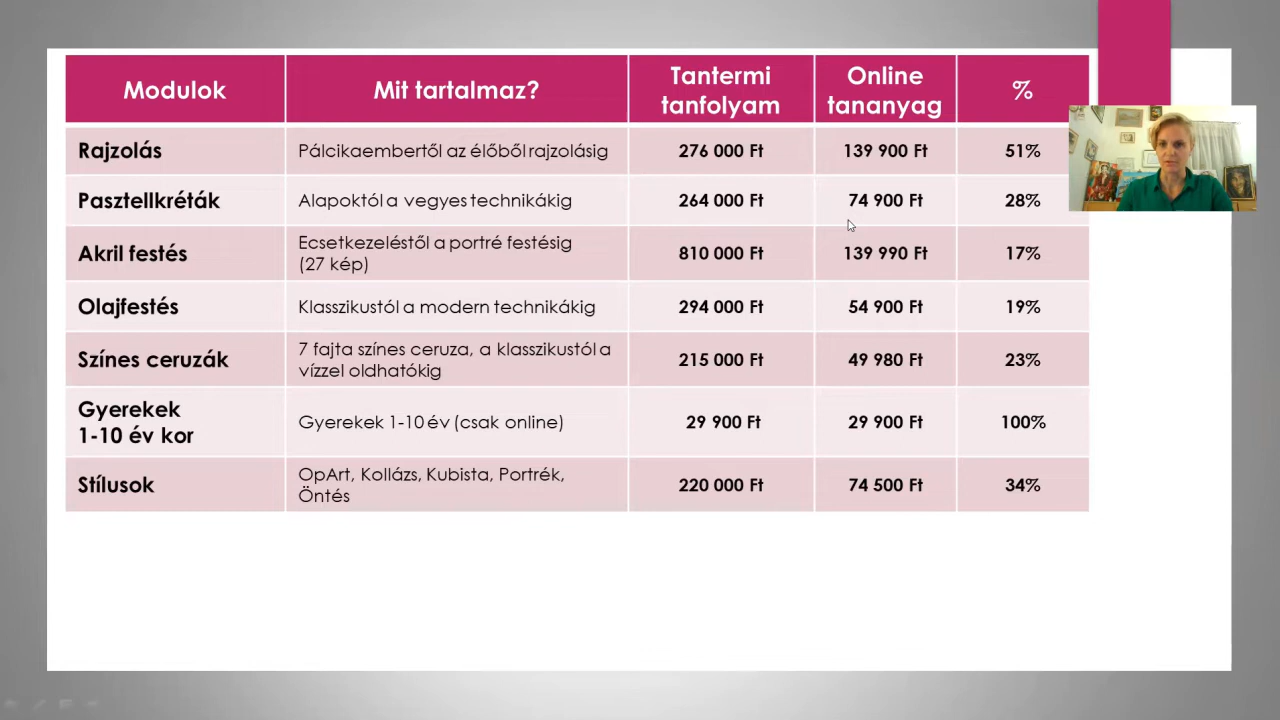 Modulok
Mit tartalmaz?
Tantermi
tanfolyam
Online
tananyag
%
Rajzolás
Pálcikaembertől az élőből rajzolásig
276 000 Ft
139 900 Ft
51%
Pasztellkréták
Alapoktól a vegyes technikákig
264 000 Ft
74 900 Ft
28%
Akril festés
Ecsetkezeléstől a portré festésig
(27 kép)
810 000 Ft
139 990 Ft
17%
Olajfestés
Klasszikustól a modern technikákig
294 000 Ft
54 900 Ft
19%
Színes ceruzák
7 fajta színes ceruza, a klasszikustól a
vízzel oldhatókig
215 000 Ft
49 980 Ft
23%
Gyerekek
1-10 év kor
Gyerekek 1-10 év (csak online)
29 900 Ft
29 900 Ft
100%
Stílusok
OpArt, Kollázs, Kubista, Portrék,
Öntés
220 000 Ft
74 500 Ft
34%